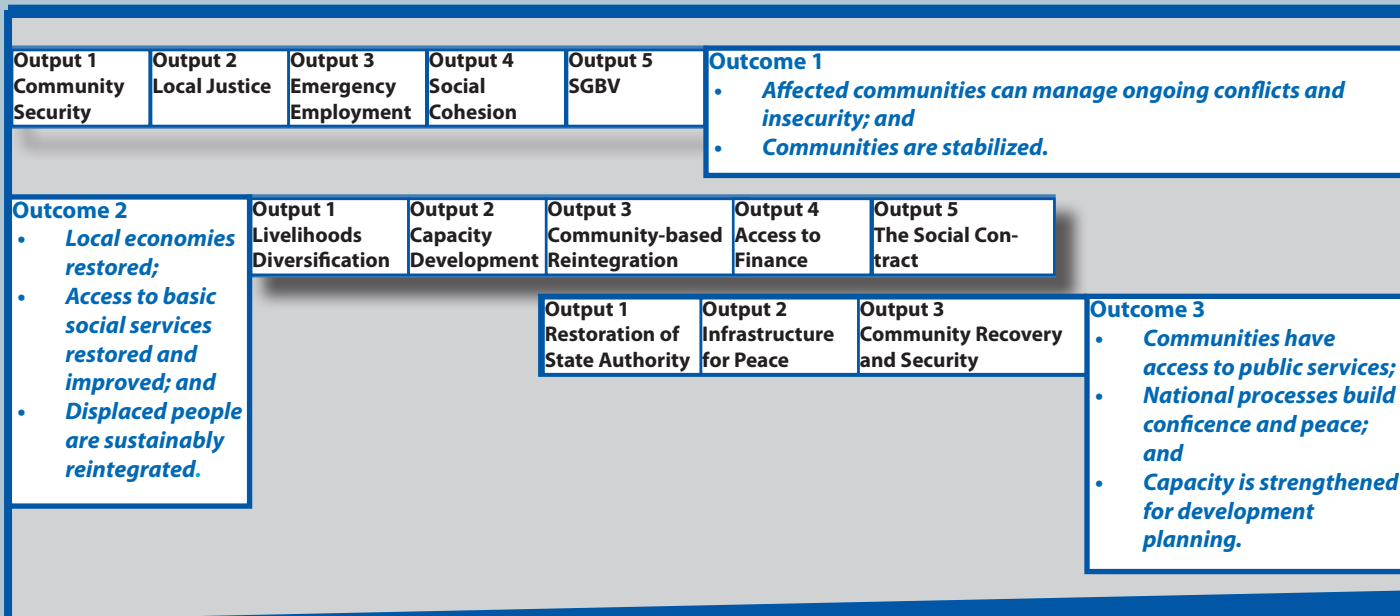 Output 1
Community
Security
Output 2
Local Justice
Output 3
Emergency
Employment
Output 4
Social
Cohesion
Output 5
SGBV
Outcome 1
• Affected communities can manage ongoing conflicts and
insecurity; and
• Communities are stabilized.
Outcome 2
• Local economies
restored;
• Access to basic
social services
restored and
improved; and
• Displaced people
are sustainably
reintegrated.
Output 1
Livelihoods
Diversification
Output 2
Capacity
Development
Output 3
Community-based
Reintegration
Output 4
Access to
Finance
Output 5
The Social Con-
tract
Output 1
Restoration of
State Authority
Output 2
Infrastructure
for Peace
Output 3
Community Recovery
and Security
Outcome 3
• Communities have
access to public services;
• National processes build
conficence and peace;
and
• Capacity is strengthened
for development
planning.